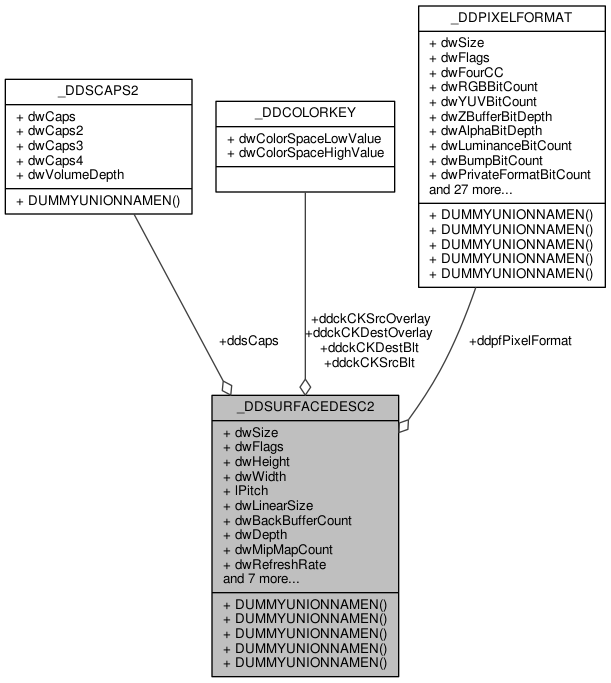 _DDPIXELFORMAT
+ dwSize
+ dwFlags
+ dwFourCC
+ dwRGBBitCount
+ dwYUVBitCount
+ dwZBufferBitDepth
+ dwAlphaBitDepth
+ dwLuminanceBitCount
+ dwBumpBitCount
+ dwPrivateFormatBitCount
and 27 more...
+ DUMMYUNIONNAMEN()
+ DUMMYUNIONNAMEN()
+ DUMMYUNIONNAMEN()
+ DUMMYUNIONNAMEN()
+ DUMMYUNIONNAMEN()
_DDSCAPS2
+ dwCaps
+ dwCaps2
+ dwCaps3
+ dwCaps4
+ dwVolumeDepth
+ DUMMYUNIONNAMEN()
_DDCOLORKEY
+ dwColorSpaceLowValue
+ dwColorSpaceHighValue
+ddsCaps
+ddckCKSrcOverlay
+ddckCKDestOverlay
+ddckCKDestBlt
+ddckCKSrcBlt
+ddpfPixelFormat
_DDSURFACEDESC2
+ dwSize
+ dwFlags
+ dwHeight
+ dwWidth
+ lPitch
+ dwLinearSize
+ dwBackBufferCount
+ dwDepth
+ dwMipMapCount
+ dwRefreshRate
and 7 more...
+ DUMMYUNIONNAMEN()
+ DUMMYUNIONNAMEN()
+ DUMMYUNIONNAMEN()
+ DUMMYUNIONNAMEN()
+ DUMMYUNIONNAMEN()